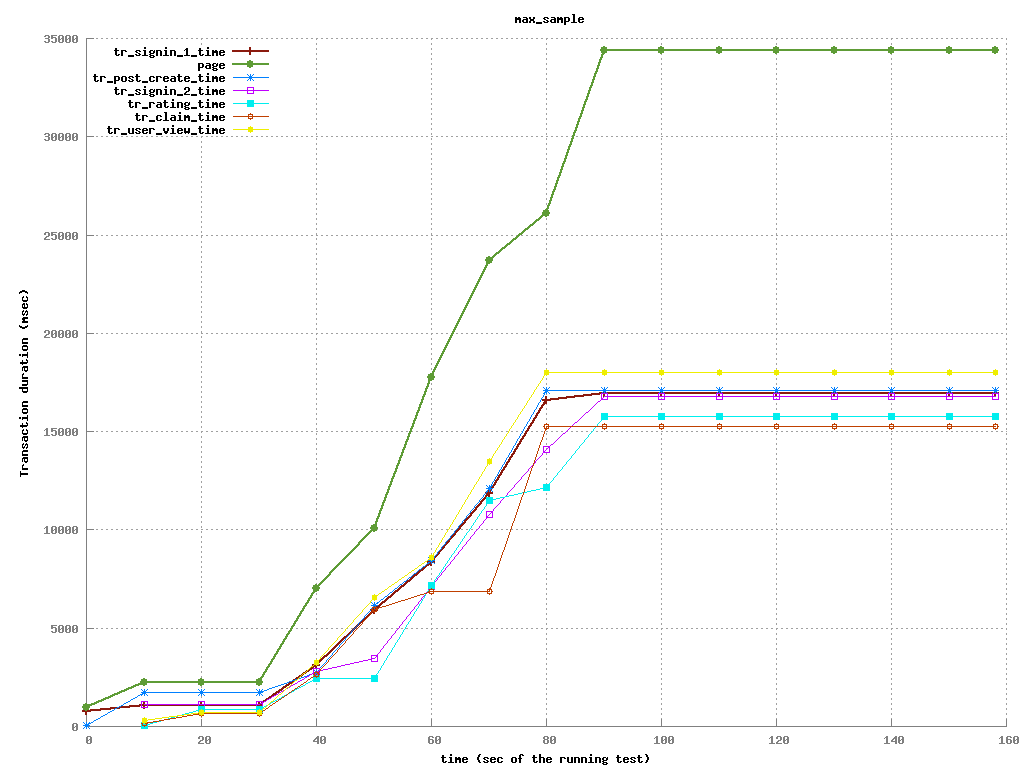 max_sample
35000
30000
25000
20000
15000
10000
5000
0
Transaction duration (msec)
tr_signin_1_time
page
tr_post_create_time
tr_signin_2_time
tr_rating_time
tr_claim_time
tr_user_view_time
0 20 40 60 80 100 120 140 160
time (sec of the running test)